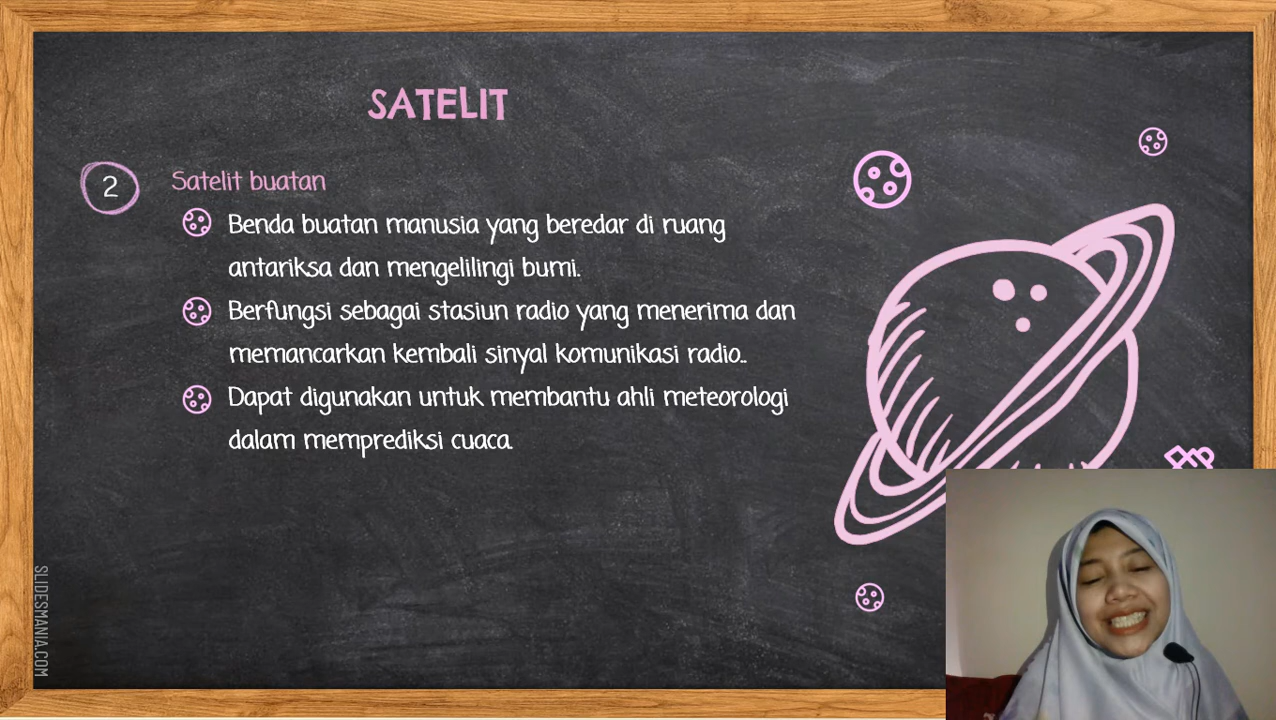 SATELIT
2
Satelit buatan
Benda buatan manusia yang beredar di ruang
antariksa dan mengelilingi bumi.
Berfungsi sebagai stasiun radio yang menerima dan
memancarkan kembali sinyal komunikasi radio..
Dapat digunakan untuk membantu ahli meteorologi
dalam memprediksi cuaca.
SLIDESMANIA.COM